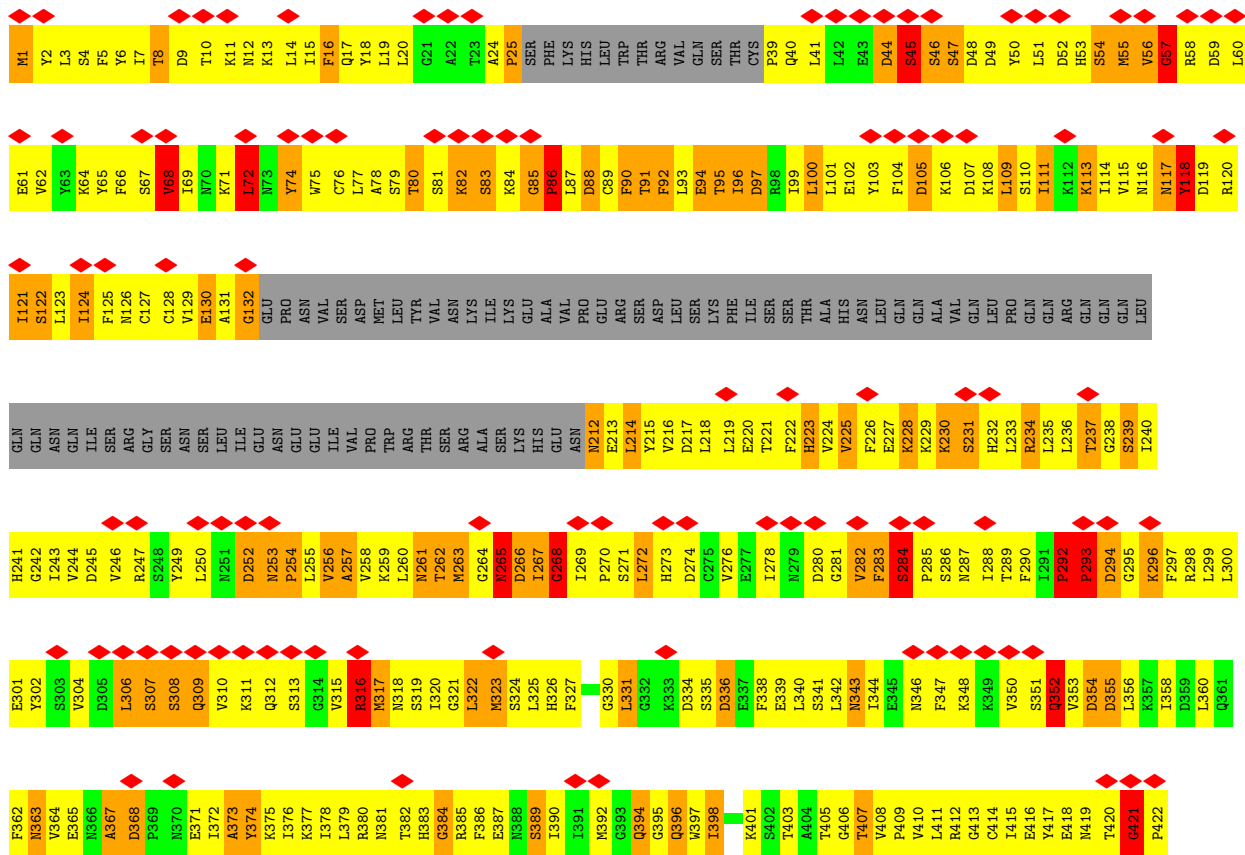 M1 Y2 L3 S4 F5 Y6 I7 T8 D9 T10 K11 N12 K13 L14 I15 F16 Q17 Y18 L19 L20 G21 A22 T23 A24 P25 SER PHE LYS HIS LEU TRP THR ARG VAL GLN SER THR CYS P39 Q40 L41 L42 E43 D44 S45 S46 S47 D48 D49 Y50 L51 D52 H53 S54 M55 V56 G57 R58 D59 L60
E61 V62 Y63 K64 Y65 F66 S67 V68 I69 N70 K71 L72 N73 Y74 W75 C76 L77 A78 S79 T80 S81 K82 S83 K84 G85 P86 L87 D88 C89 F90 T91 F92 L93 E94 T95 I96 D97 R98 I99 L100 L101 E102 Y103 F104 D105 K106 D107 K108 L109 S110 I111 K112 K113 T114 V115 N116 N117 Y118 D119 R120
I121 S122 L123 I124 F125 N126 C127 C128 V129 E130 A131 G132 GLU PRO ASN VAL SER ASP MET LEU TYR VAL ASN LYS ILE LYS GLU ALA VAL PRO GLU ARG SER ASP LEU SER LYS PHE ILE SER SER THR ALA HIS ASN LEU GLN GLN ALA VAL GLN LEU PRO GLN GLN ARG GLN GLN GLN LEU
GLN GLN ASN GLN ILE SER ARG GLY SER ASN SER LEU ILE GLU ASN GLU GLU ILE VAL PRO TRP ARG THR SER ARG ALA SER LYS HIS GLU ASN N212 E213 L214 Y215 V216 D217 L218 L219 E220 T221 F222 H223 V224 V225 F226 E227 K228 K229 K230 S231 H232 L233 R234 L235 L236 T237 G238 S239 I240
H241 G242 I243 V244 D245 V246 R247 S248 Y249 L250 N251 D252 N253 P254 L255 V256 A257 V258 K259 L260 N261 T262 M263 G264 N265 D266 I267 G268 I269 P270 S271 L272 H273 D274 C275 V276 E277 I278 N279 D280 G281 V282 F283 S284 P285 S286 N287 I288 T289 F290 I291 P292 P293 D294 G295 K296 F297 R298 L299 L300
E301 Y302 S303 V304 D305 L306 S307 S308 Q309 V310 K311 Q312 S313 G314 V315 R316 M317 N318 S319 I320 G321 L322 M323 S324 L325 H326 F327 G330 L331 G332 K333 D334 S335 D336 E337 F338 E339 L340 S341 L342 N343 I344 E345 N346 F347 K348 K349 V350 S351 Q352 V353 D354 D355 L356 K357 I358 D359 L360 Q361
F362 N363 V364 E365 N366 A367 D368 P369 N370 E371 I372 A373 Y374 K375 I376 K377 I378 L379 R380 N381 T382 H383 G384 R385 F386 E387 N388 S389 I390 I391 M392 G393 Q394 G395 Q396 W397 I398 K401 S402 T403 A404 T405 G406 T407 V408 P409 V410 L411 R412 G413 C414 I415 E416 Y417 E418 N419 T420 G421 P422